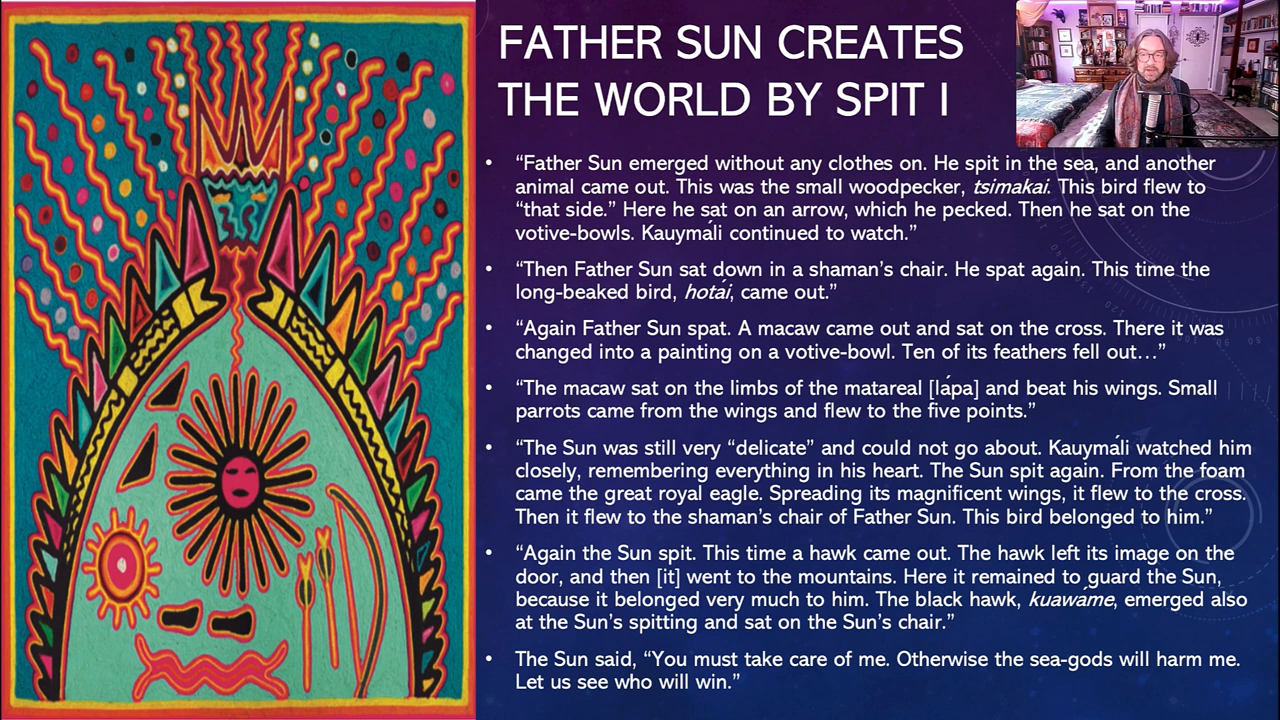 FATHER SUN CREATES
THE WORLD BY SPIT I
• “Father Sun emerged without any clothes on. He spit in the sea, and another
animal came out. This was the small woodpecker, tsimakai. This bird flew to
“that side.” Here he sat on an arrow, which he pecked. Then he sat on the
votive-bowls. Kauymáli continued to watch.”
• “Then Father Sun sat down in a shaman’s chair. He spat again. This time the
long-beaked bird, hotái, came out.”
• “Again Father Sun spat. A macaw came out and sat on the cross. There it was
changed into a painting on a votive-bowl. Ten of its feathers fell out…”
• “The macaw sat on the limbs of the matareal [lápa] and beat his wings. Small
parrots came from the wings and flew to the five points.”
• “The Sun was still very “delicate” and could not go about. Kauymáli watched him
closely, remembering everything in his heart. The Sun spit again. From the foam
came the great royal eagle. Spreading its magnificent wings, it flew to the cross.
Then it flew to the shaman’s chair of Father Sun. This bird belonged to him.”
• “Again the Sun spit. This time a hawk came out. The hawk left its image on the
door, and then [it] went to the mountains. Here it remained to guard the Sun,
because it belonged very much to him. The black hawk, kuawáme, emerged also
at the Sun’s spitting and sat on the Sun’s chair.”
• The Sun said, “You must take care of me. Otherwise the sea-gods will harm me.
Let us see who will win.”